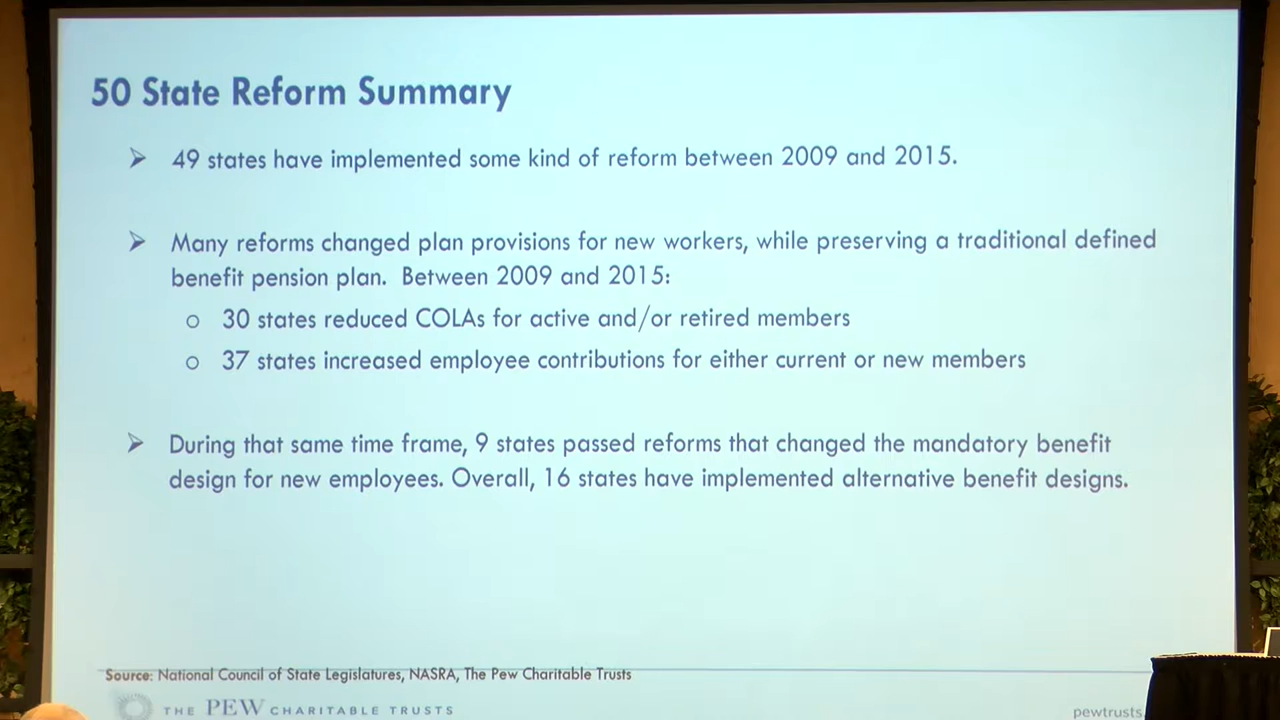 50 State Reform Summary
49 states have implemented some kind of reform between 2009 and 2015.
Many reforms changed plan provisions for new workers, while preserving a traditional defined
benefit pension plan. Between 2009 and 2015:
30 states reduced COLAs for active and/or retired members
37 states increased employee contributions for either current or new members
During that same time frame, 9 states passed reforms that changed the mandatory benefit
design for new employees. Overall, 16 states have implemented alternative benefit designs.
Source: National Council of State Legislatures, NASRA, The Pew Charitable Trusts
THE PEW CHARITABLE TRUSTS
pewtrusts